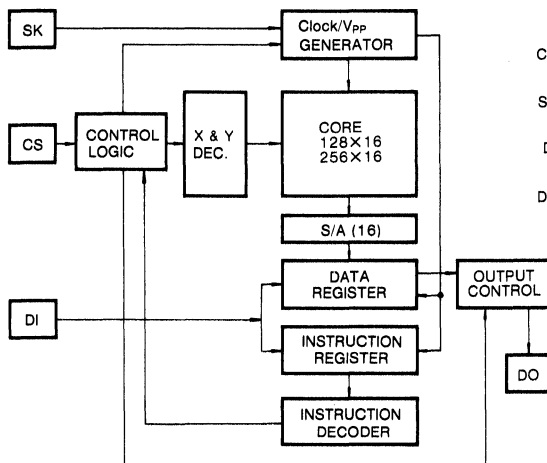 SK
Clock/VPP
GENERATOR
CS
CONTROL
LOGIC
X & Y
DEC.
CORE
128×16
256×16
S/A (16)
DI
DATA
REGISTER
OUTPUT
CONTROL
INSTRUCTION
REGISTER
DO
INSTRUCTION
DECODER
C
S
D
D